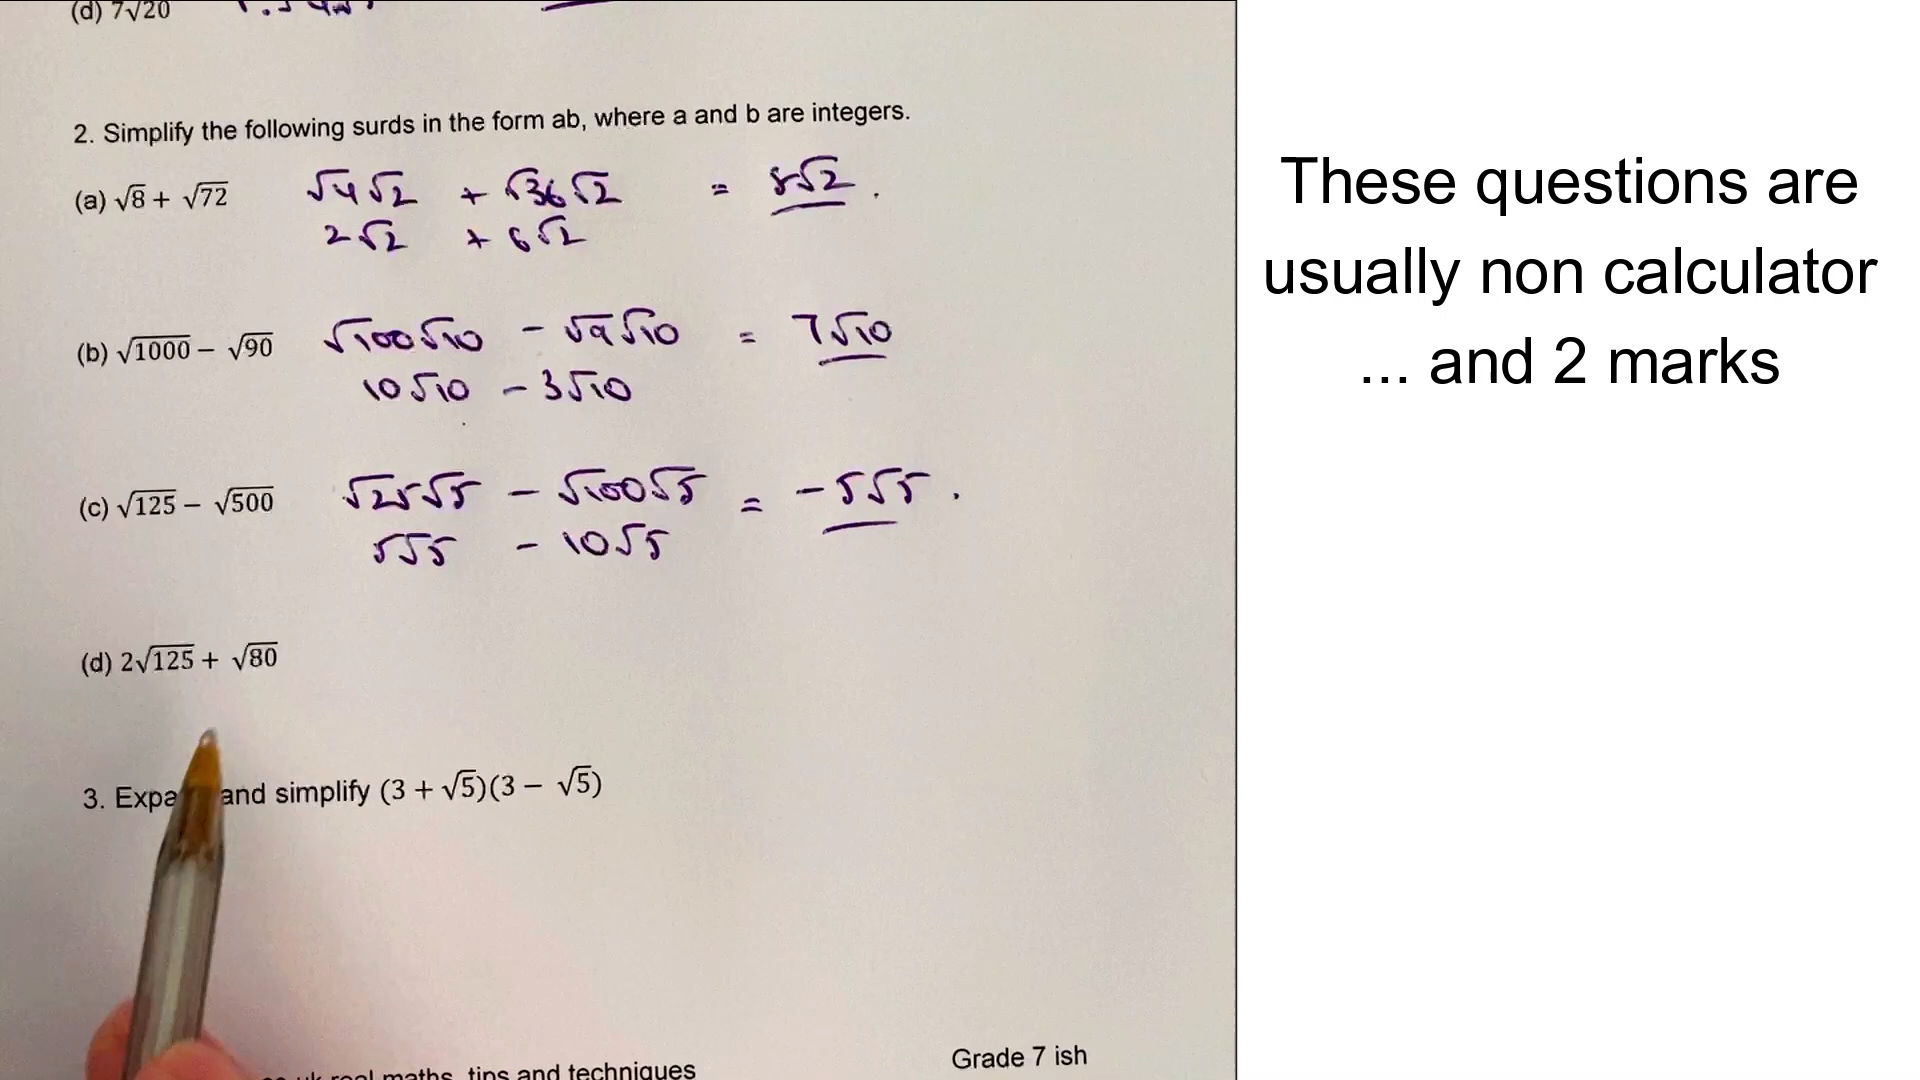 (d) 7√20
2. Simplify the following surds in the form ab, where a and b are integers.
(a) √8 + √72 √4√2 + √36√2 = 8√2.
2√2 + 6√2
(b) √1000 − √90 √100√10 − √9√10 = 7√10
10√10 − 3√10
(c) √125 − √500 √25√5 − √100√5 = −5√5.
5√5 − 10√5
(d) 2√125 + √80
3. and simplify (3 + √5)(3 − √5)
Grade 7 ish
maths, tips and techniques
These questions are
usually non calculator
... and 2 marks